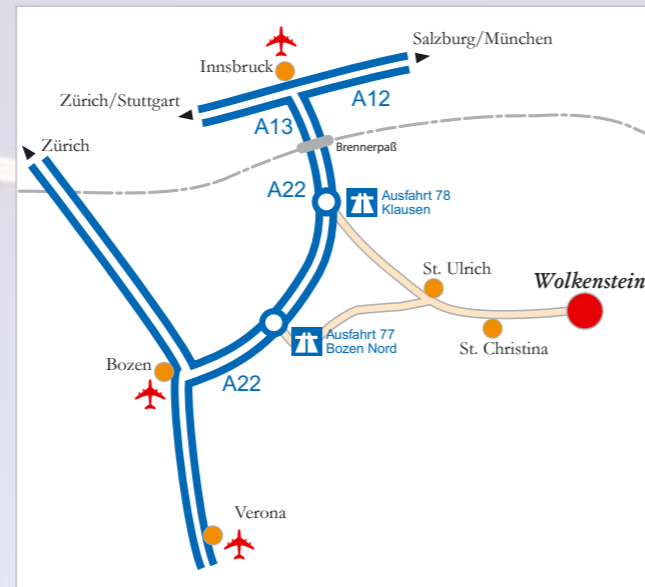 Salzburg/München
Innsbruck
Zürich/Stuttgart
A12
A13
Zürich
Brennerpaß
A22
Ausfahrt 78
Klausen
St. Ulrich
Wolkenstein
Ausfahrt 77
Bozen Nord
St. Christina
Bozen
A22
Verona